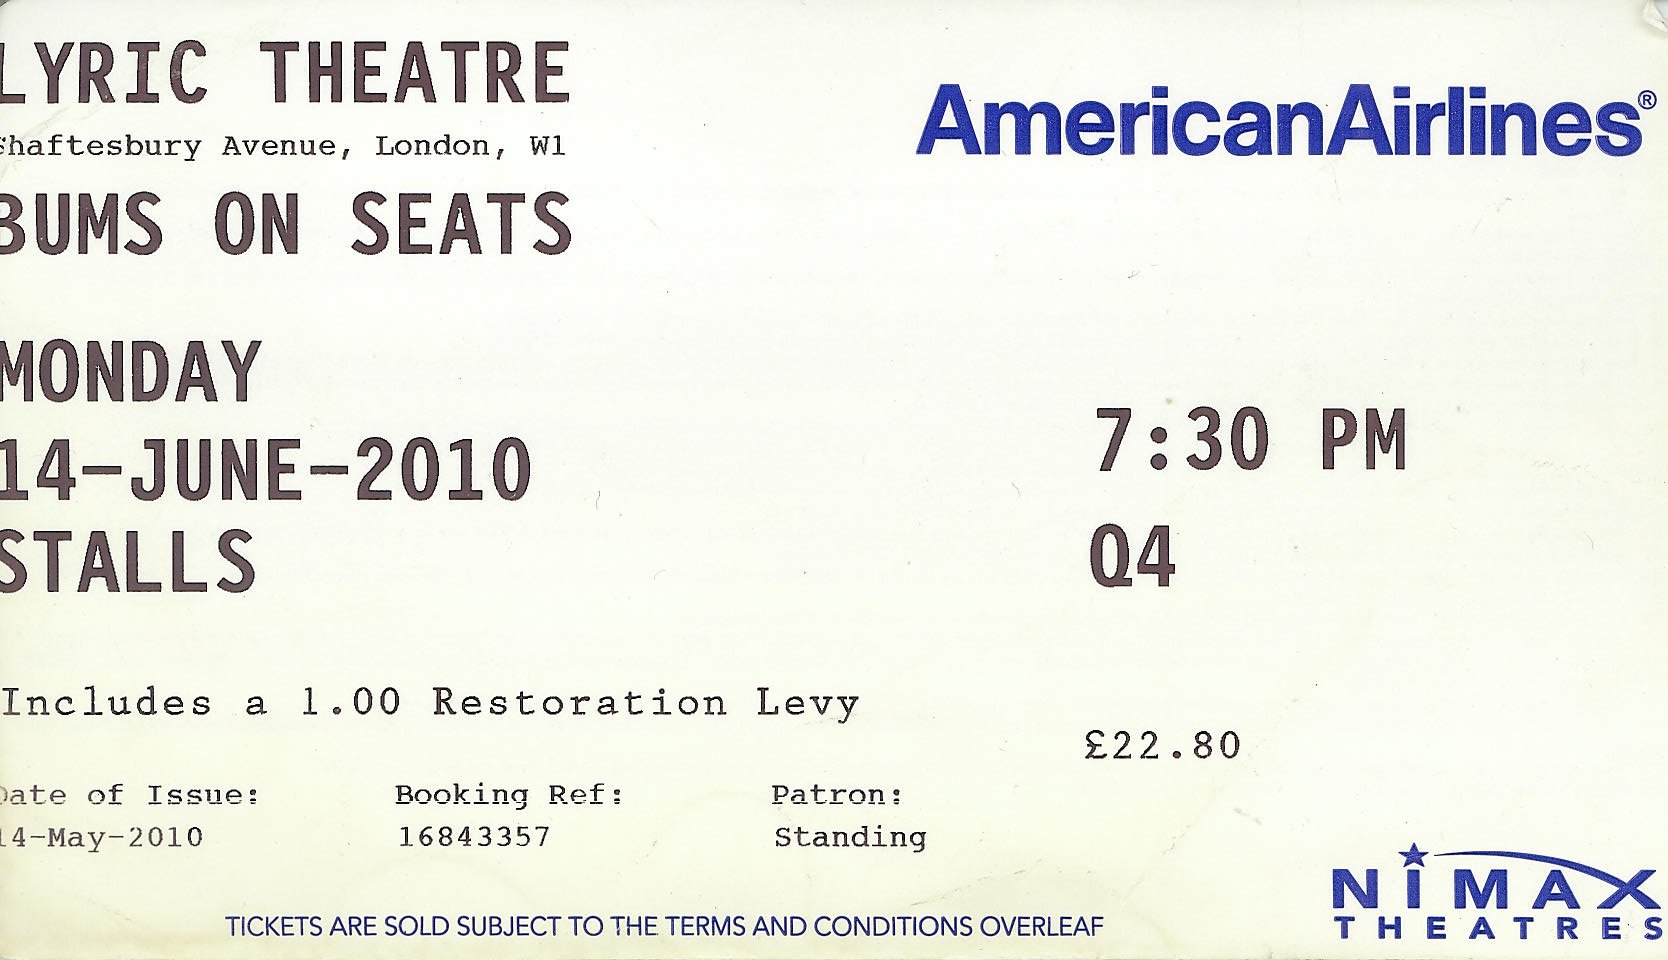 LYRIC THEATRE
Shaftesbury Avenue, London, W1
AmericanAirlines®
BUMS ON SEATS
MONDAY
14-JUNE-2010
7:30 PM
STALLS
Q4
Includes a 1.00 Restoration Levy
£22.80
Date of Issue:
Booking Ref:
Patron:
14-May-2010
16843357
Standing
NIMAX
THEATRES
TICKETS ARE SOLD SUBJECT TO THE TERMS AND CONDITIONS OVERLEAF